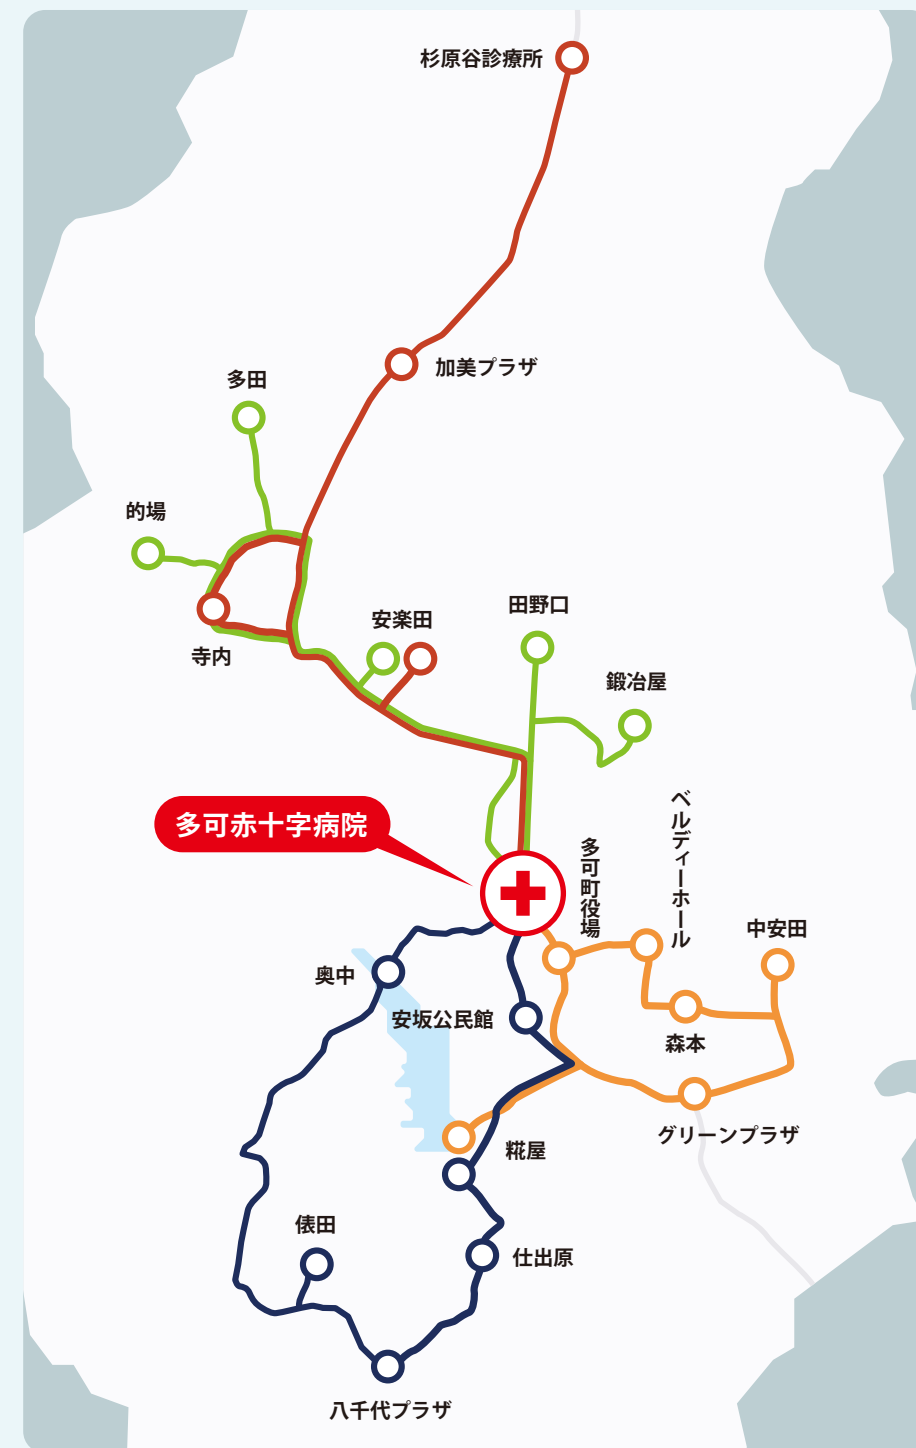 杉原谷診療所
加美プラザ
多田
的場
田野口
安楽田
寺内
鍛冶屋
ベルディーホール
多可赤十字病院
多可町役場
中安田
奥中
安坂公民館
森本
グリーンプラザ
糀屋
俵田
仕出原
八千代プラザ